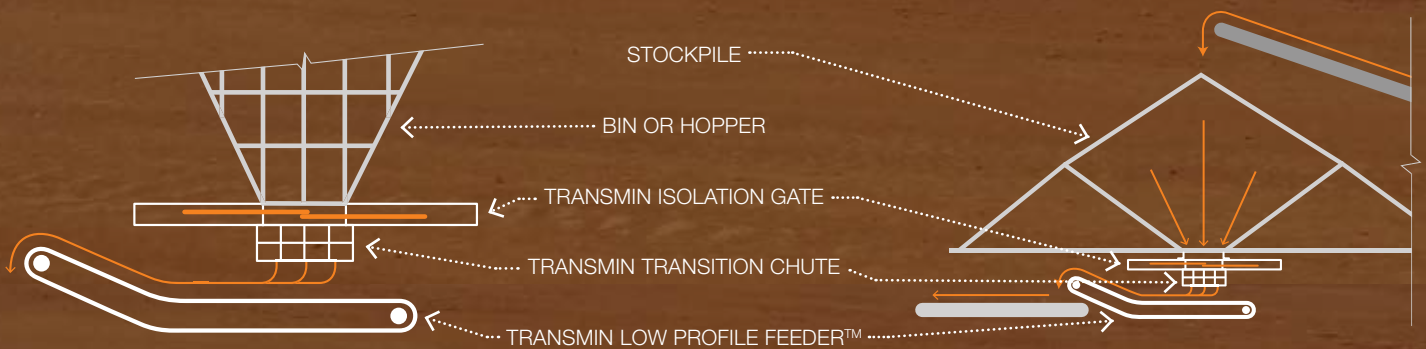 STOCKPILE
BIN OR HOPPER
TRANSMIN ISOLATION GATE
TRANSMIN TRANSITION CHUTE
TRANSMIN LOW PROFILE FEEDER™